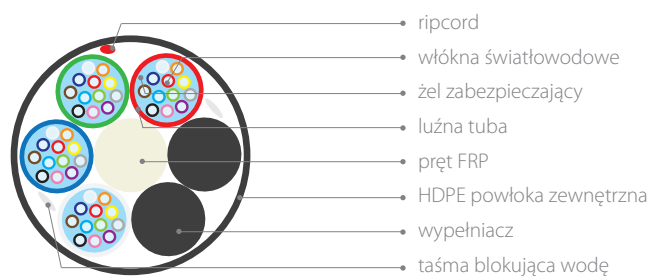 ripcord
włókna światłowodowe
żel zabezpieczający
luźna tuba
pręt FRP
HDPE powłoka zewnętrzna
wypełniacz
taśma blokująca wodę